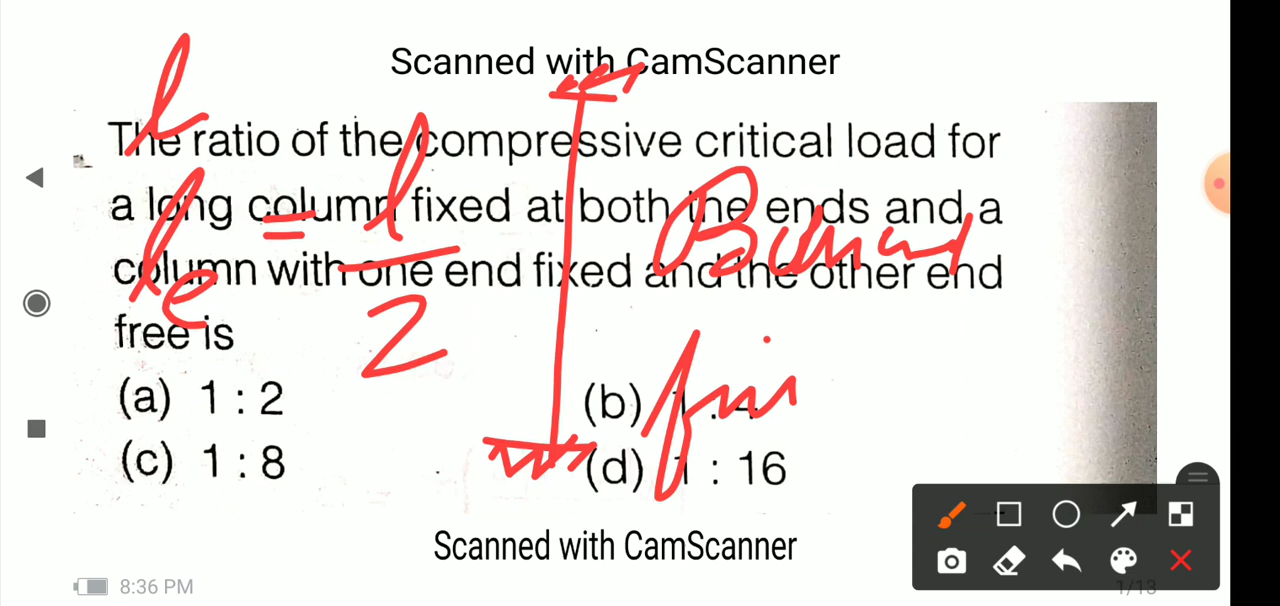 Scanned with CamScanner
The ratio of the compressive critical load for
a long column fixed at both the ends and a
column with one end fixed and the other end
free is
(a) 1 : 2
(b) 1 : 4
(c) 1 : 8
(d) 1 : 16
l
le = l/2
Both end
Scanned with CamScanner
8:36 PM
1/13